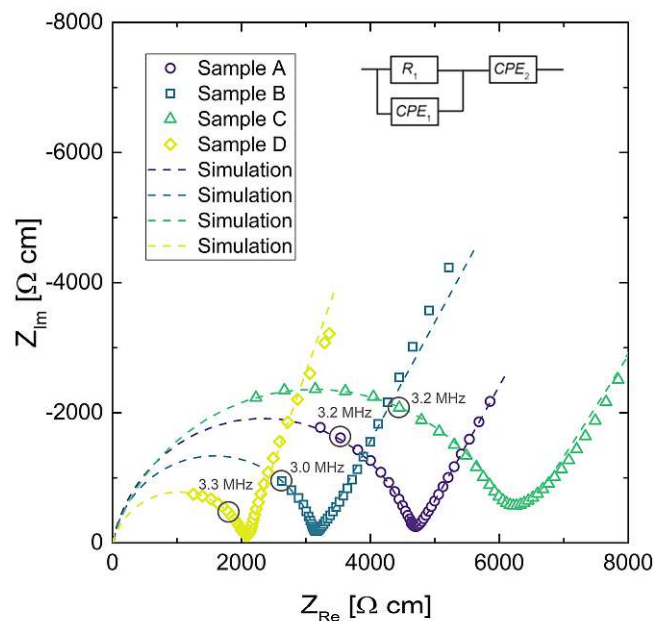 -8000
-6000
-4000
-2000
0
Z_Im [Ω cm]
Sample A
Sample B
Sample C
Sample D
Simulation
Simulation
Simulation
Simulation
R₁
CPE₂
CPE₁
3.2 MHz
3.2 MHz
3.0 MHz
3.3 MHz
0 2000 4000 6000 8000
Z_Re [Ω cm]